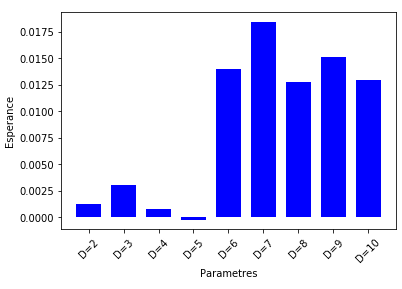 0.0175
0.0150
0.0125
0.0100
0.0075
0.0050
0.0025
0.0000
Esperance
D=2
D=3
D=4
D=5
D=6
D=7
D=8
D=9
D=10
Parametres